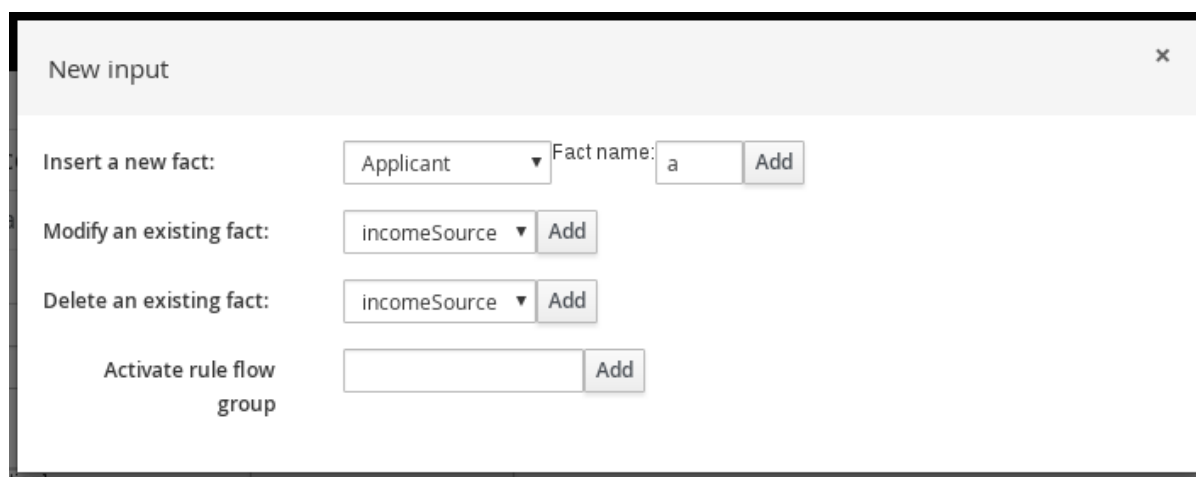 New input ×
Insert a new fact: Applicant ▼ Fact name: a Add
Modify an existing fact: incomeSource ▼ Add
Delete an existing fact: incomeSource ▼ Add
Activate rule flow Add
group